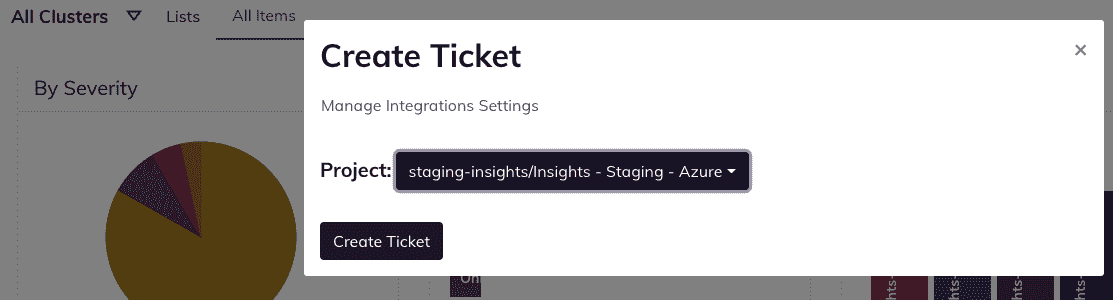 All Clusters Lists All Items
Create Ticket ×
By Severity
Manage Integrations Settings
Project: staging-insights/Insights - Staging - Azure
Create Ticket